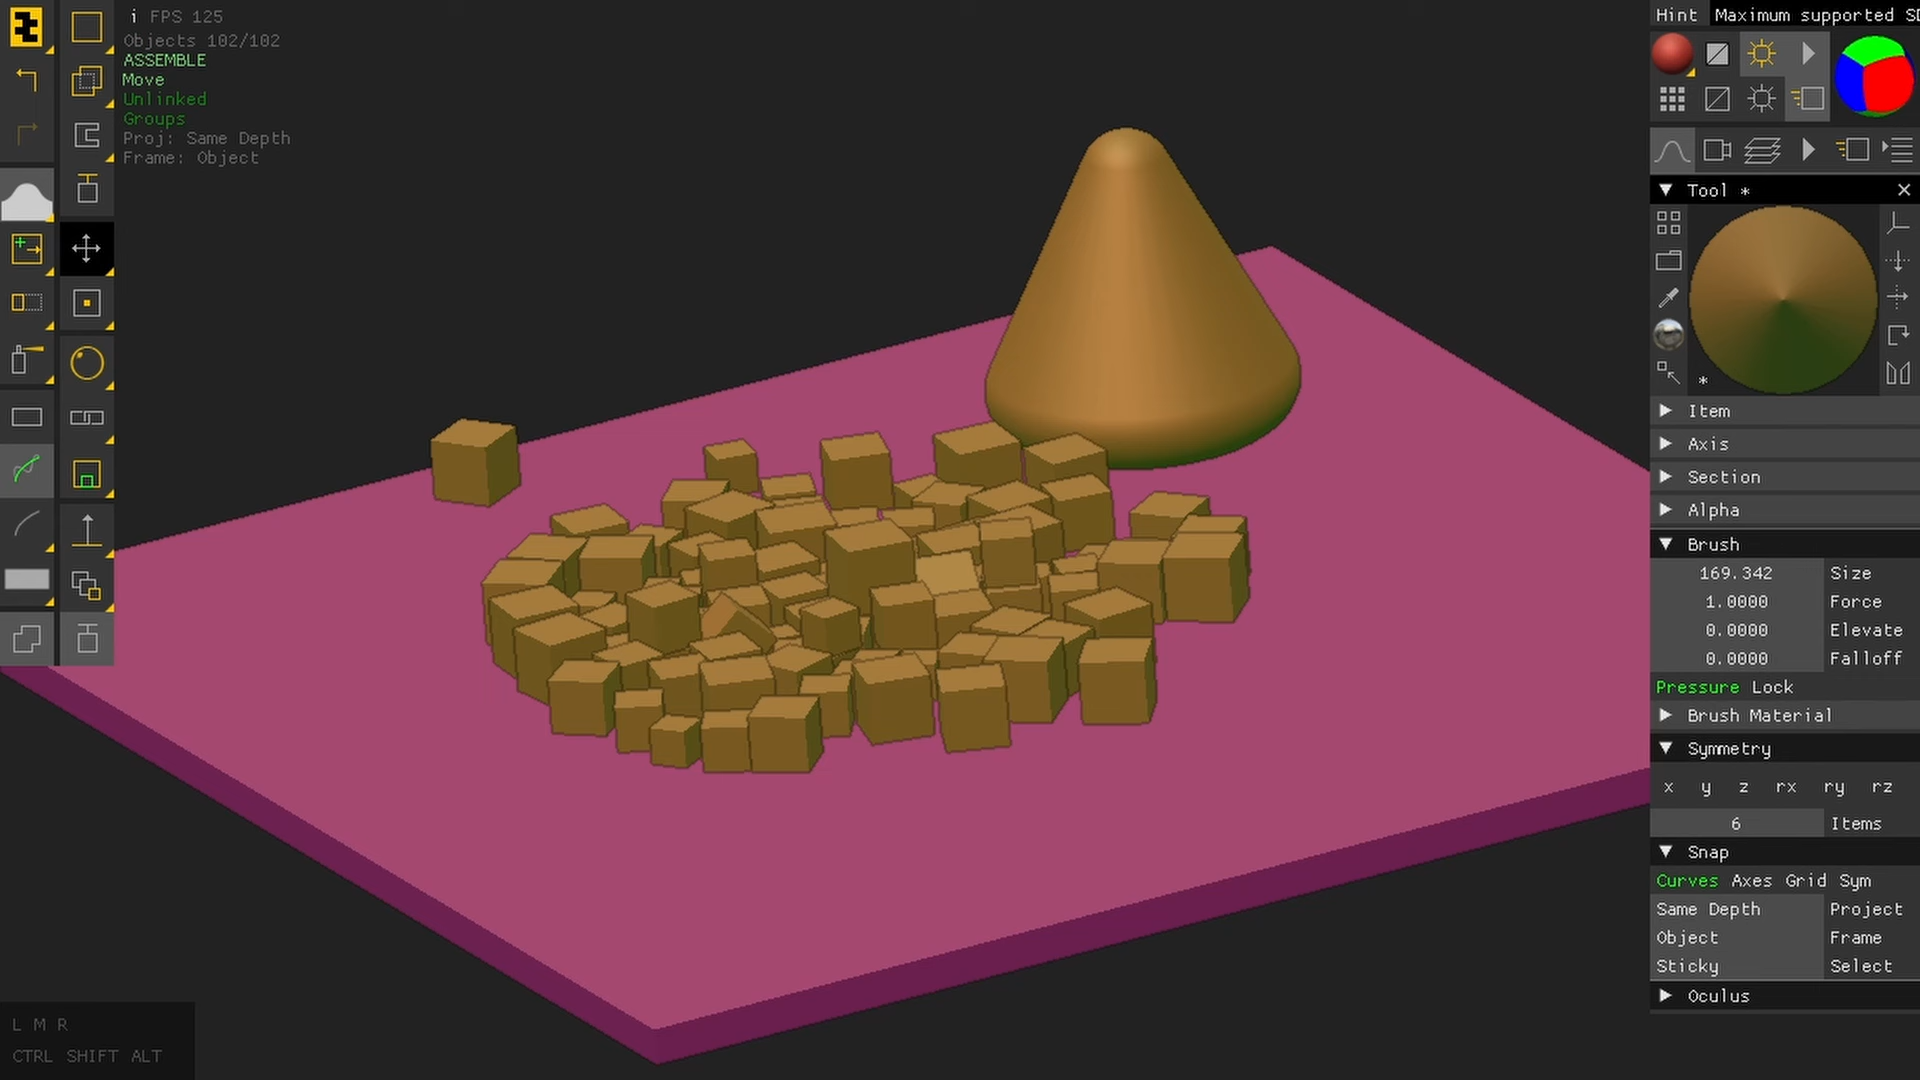 i FPS 125
Objects 102/102
ASSEMBLE
Move
Unlinked
Groups
Proj: Same Depth
Frame: Object
L M R
CTRL SHIFT ALT
Hint Maximum supported SD
Tool *
*
Item
Axis
Section
Alpha
Brush
169.342 Size
1.0000 Force
0.0000 Elevate
0.0000 Falloff
Pressure Lock
Brush Material
Symmetry
x y z rx ry rz
6 Items
Snap
Curves Axes Grid Sym
Same Depth Project
Object Frame
Sticky Select
Oculus